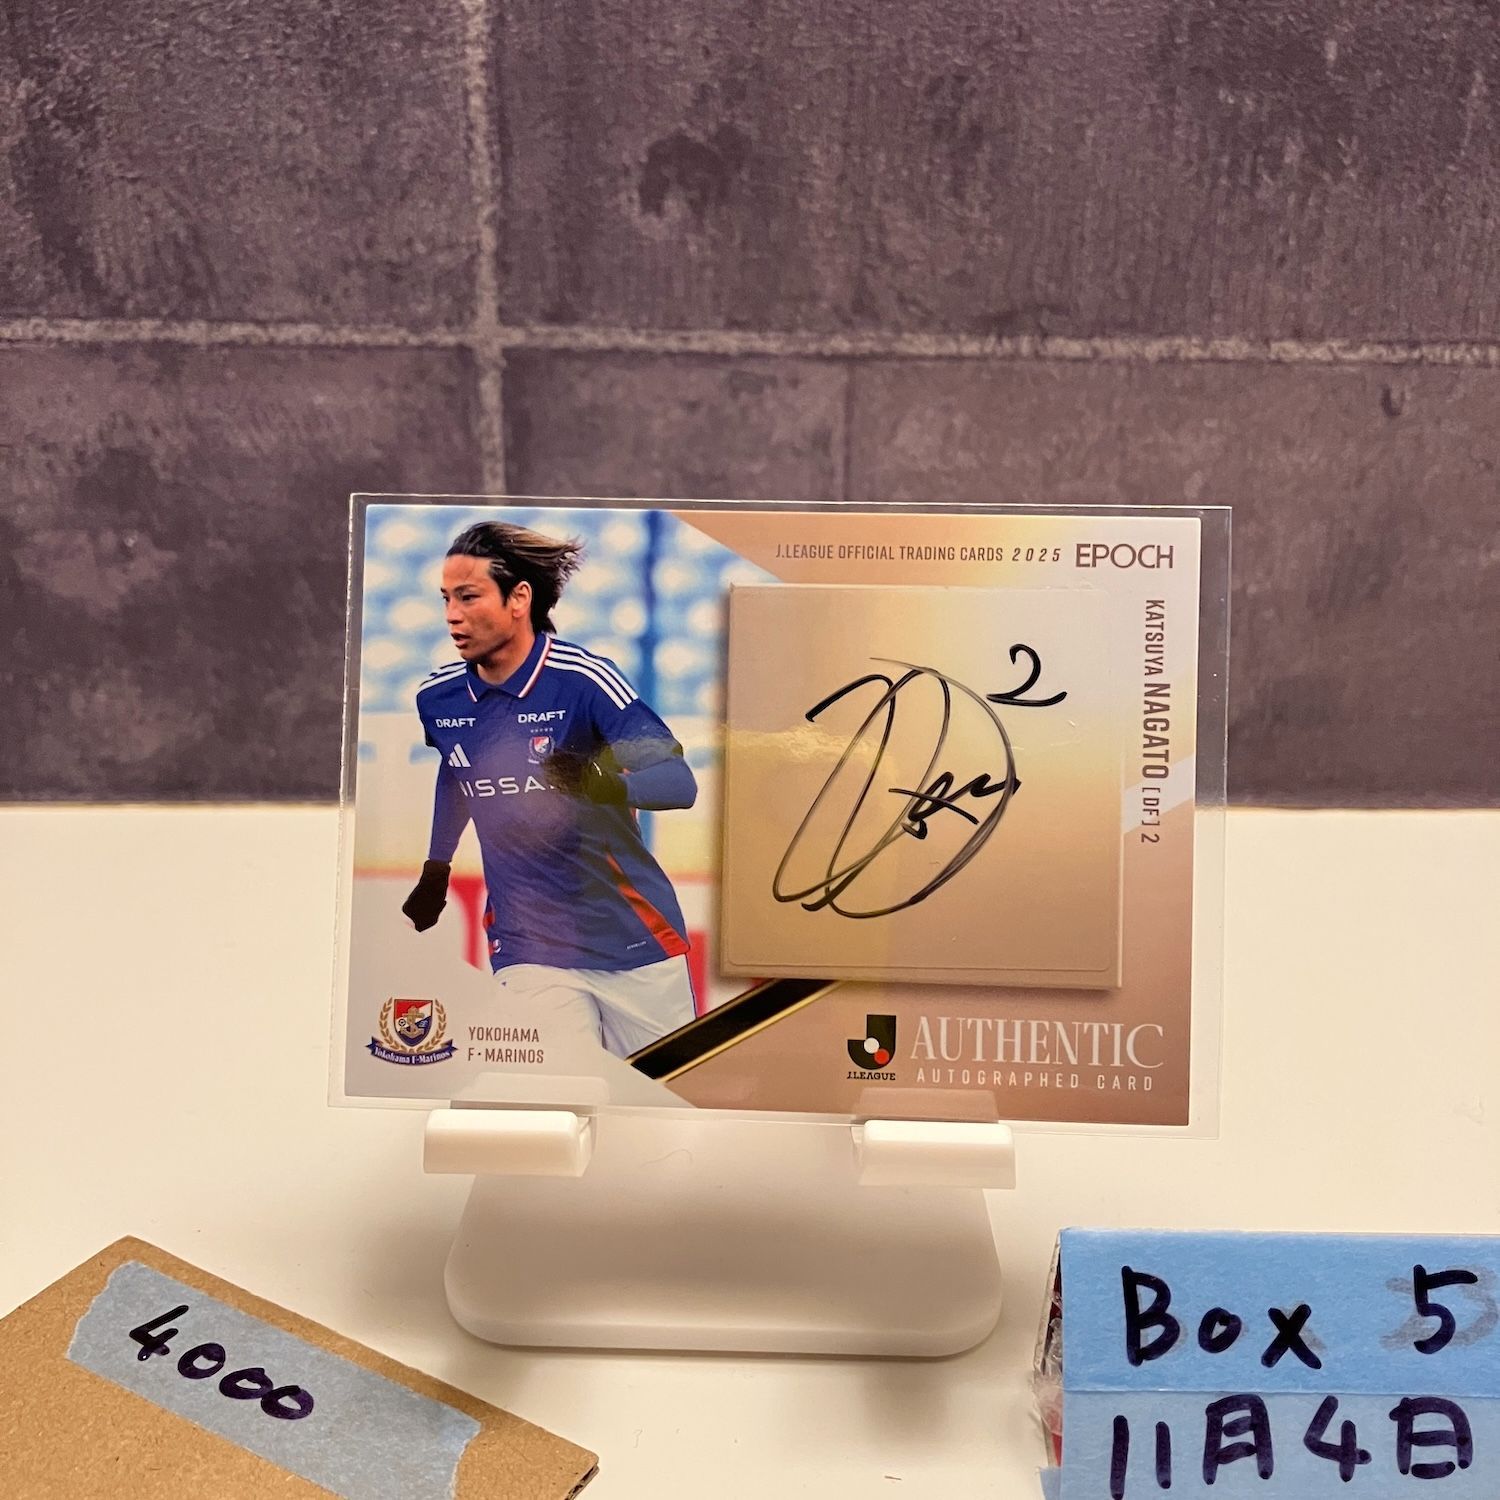 J.LEAGUE OFFICIAL TRADING CARDS 2025 EPOCH
KATSUYA NAGATO [DF] 2
DRAFT DRAFT
NISSA
2
Yokohama F·Marinos
YOKOHAMA
F·MARINOS
J.LEAGUE
AUTHENTIC
AUTOGRAPHED CARD
4000
Box 5
11月4日